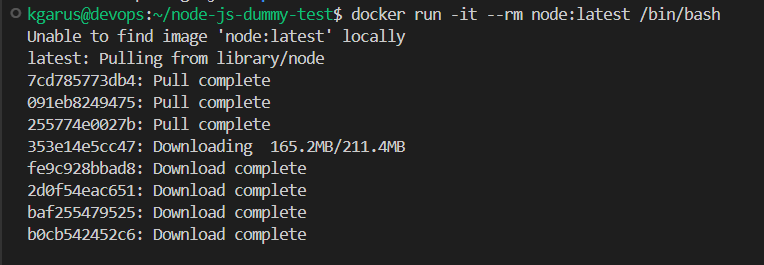 kgarus@devops:~/node-js-dummy-test$ docker run -it --rm node:latest /bin/bash
Unable to find image 'node:latest' locally
latest: Pulling from library/node
7cd785773db4: Pull complete
091eb8249475: Pull complete
255774e0027b: Pull complete
353e14e5cc47: Downloading  165.2MB/211.4MB
fe9c928bbad8: Download complete
2d0f54eac651: Download complete
baf255479525: Download complete
b0cb542452c6: Download complete